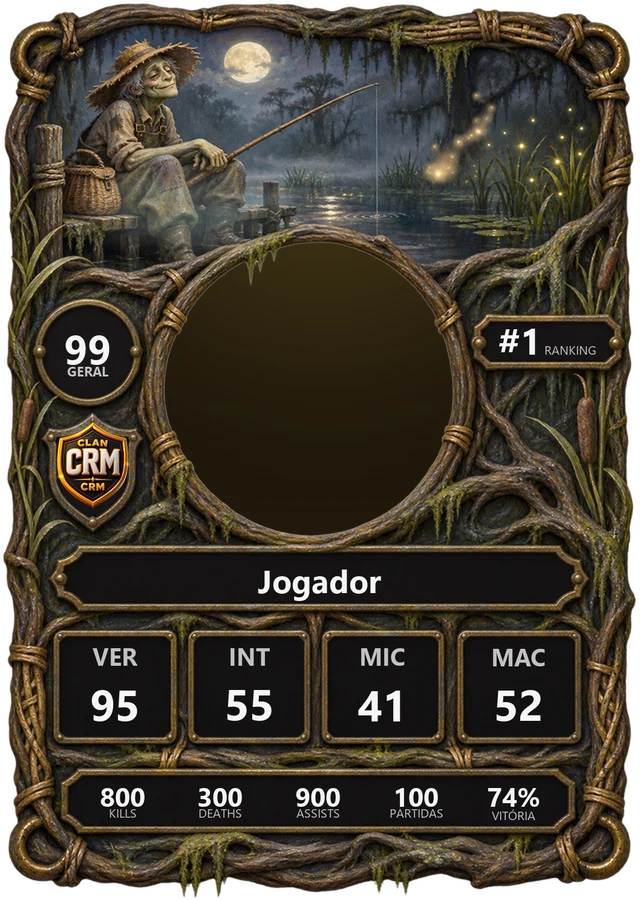 99
GERAL
#1 RANKING
CLAN
CRM
CRM
Jogador
VER INT MIC MAC
95 55 41 52
800 300 900 100 74%
KILLS DEATHS ASSISTS PARTIDAS VITÓRIA